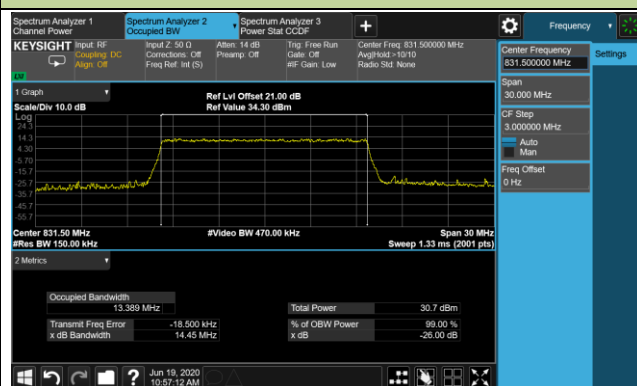 Spectrum Analyzer 1
Channel Power
Spectrum Analyzer 2
Occupied BW
Spectrum Analyzer 3
Power Stat CCDF
+
Frequency
KEYSIGHT
Input: RF
Coupling: DC
Align: Off
Input Z: 50 Ω
Corrections: Off
Freq Ref: Int (S)
Atten: 14 dB
Preamp: Off
Trig: Free Run
Gate: Off
#IF Gain: Low
Center Freq: 831.500000 MHz
Avg|Hold:>10/10
Radio Std: None
Center Frequency
831.500000 MHz
Settings
Span
30.000 MHz
CF Step
3.000000 MHz
Auto
Man
Freq Offset
0 Hz
1 Graph
Scale/Div 10.0 dB
Ref Lvl Offset 21.00 dB
Ref Value 34.30 dBm
Log
24.3
14.3
4.30
-5.70
-15.7
-25.7
-35.7
-45.7
-55.7
Center 831.50 MHz
#Res BW 150.00 kHz
#Video BW 470.00 kHz
Span 30 MHz
Sweep 1.33 ms (2001 pts)
2 Metrics
Occupied Bandwidth
13.389 MHz
Total Power 30.7 dBm
Transmit Freq Error -18.500 kHz
% of OBW Power 99.00 %
x dB Bandwidth 14.45 MHz
x dB -26.00 dB
?
Jun 19, 2020
10:57:12 AM